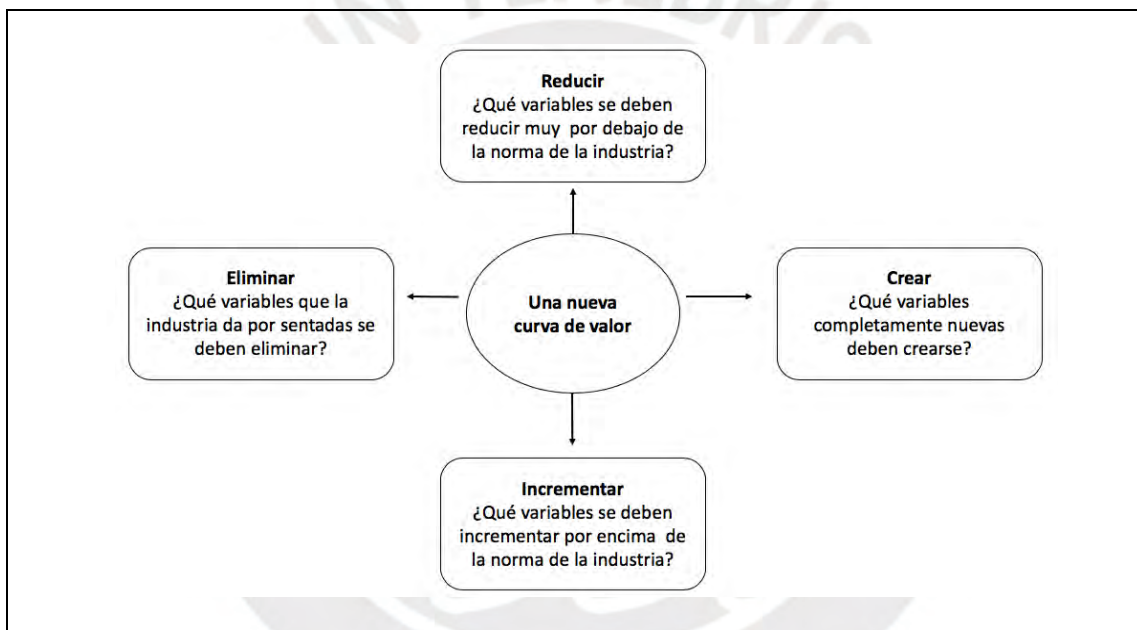 IN TENEBRIS
Reducir
¿Qué variables se deben
reducir muy por debajo de
la norma de la industria?
Eliminar
¿Qué variables que la
industria da por sentadas se
deben eliminar?
Una nueva
curva de valor
Crear
¿Qué variables
completamente nuevas
deben crearse?
Incrementar
¿Qué variables se deben
incrementar por encima de
la norma de la industria?